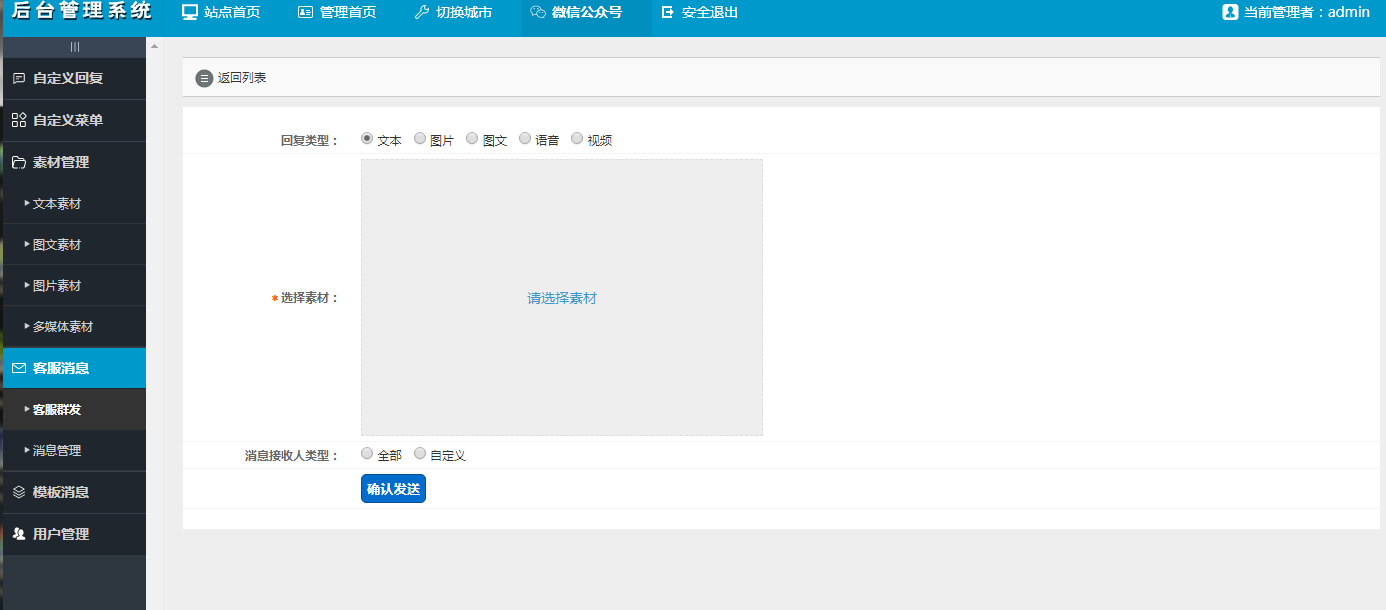 后台管理系统
站点首页
管理首页
切换城市
微信公众号
安全退出
当前管理者：admin
自定义回复
自定义菜单
素材管理
文本素材
图文素材
图片素材
多媒体素材
客服消息
客服群发
消息管理
模板消息
用户管理
返回列表
回复类型： 文本 图片 图文 语音 视频
*选择素材：
请选择素材
消息接收人类型： 全部 自定义
确认发送